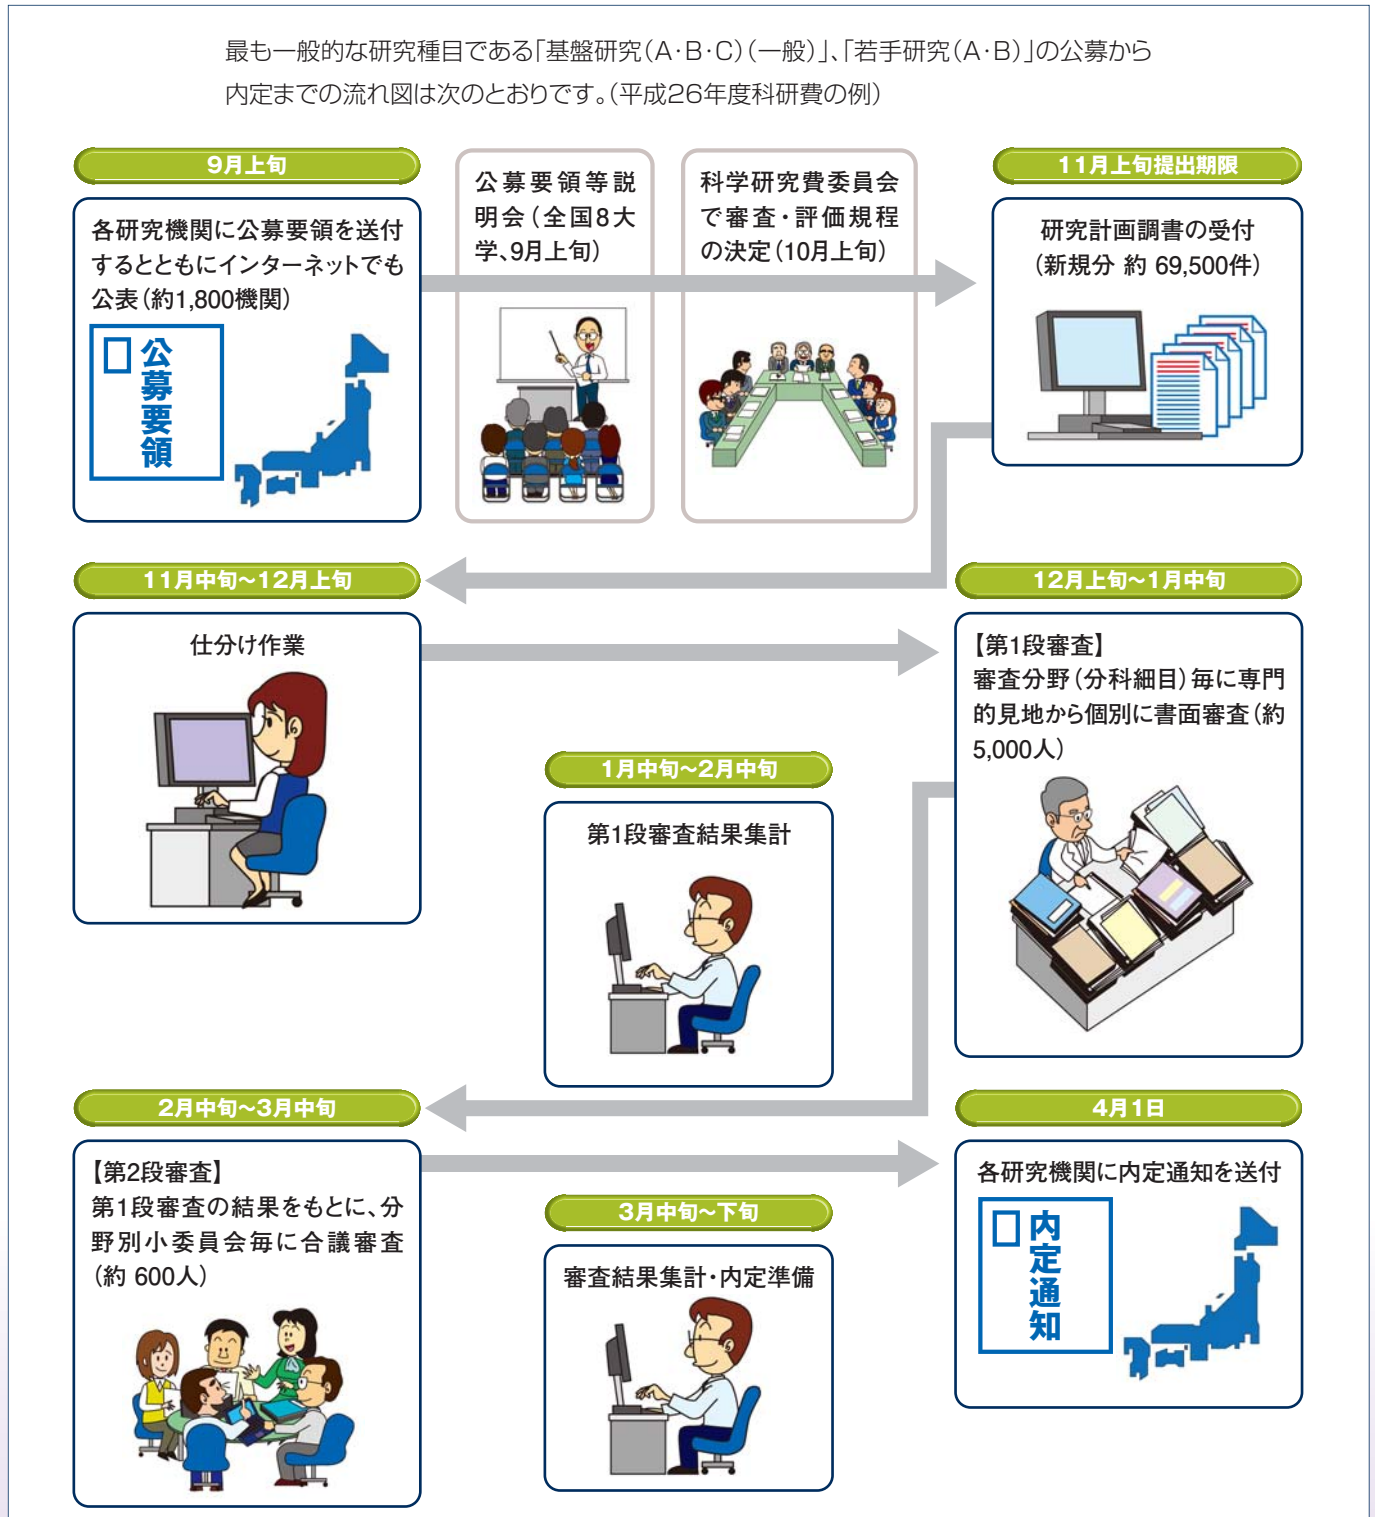 最も一般的な研究種目である「基盤研究(A・B・C)(一般)」、「若手研究(A・B)」の公募から
内定までの流れ図は次のとおりです。(平成26年度科研費の例)
9月上旬
各研究機関に公募要領を送付
するとともにインターネットでも
公表(約1,800機関)
公募要領
公募要領等説
明会(全国8大
学、9月上旬)
科学研究費委員会
で審査・評価規程
の決定(10月上旬)
11月上旬提出期限
研究計画調書の受付
(新規分 約 69,500件)
11月中旬~12月上旬
仕分け作業
12月上旬~1月中旬
【第1段審査】
審査分野(分科細目)毎に専門
的見地から個別に書面審査(約
5,000人)
1月中旬~2月中旬
第1段審査結果集計
2月中旬~3月中旬
【第2段審査】
第1段審査の結果をもとに、分
野別小委員会毎に合議審査
(約 600人)
3月中旬~下旬
審査結果集計・内定準備
4月1日
各研究機関に内定通知を送付
内定通知